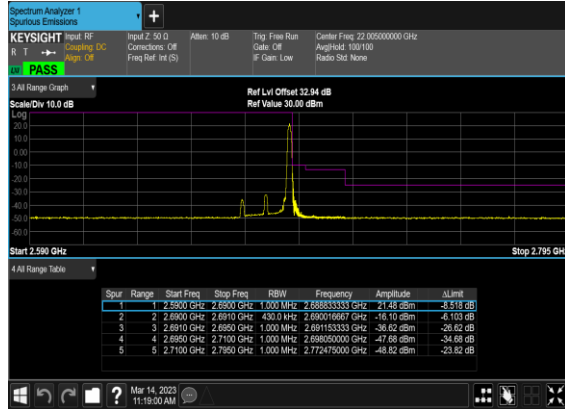 Spectrum Analyzer 1
Spurious Emissions
KEYSIGHT
R T
LW PASS
Input: RF
Coupling: DC
Align: Off
Input Z: 50 Ω
Corrections: Off
Freq Ref: Int (S)
Atten: 10 dB
Trig: Free Run
Gate: Off
IF Gain: Low
Center Freq: 22.005000000 GHz
Avg|Hold: 100/100
Radio Std: None
3.All Range Graph
Scale/Div 10.0 dB
Ref Lvl Offset 32.94 dB
Ref Value 30.00 dBm
Log
20.0
10.0
0.00
-10.0
-20.0
-30.0
-40.0
-50.0
-60.0
Start 2.590 GHz
Stop 2.795 GH
4 All Range Table
Spur Range Start Freq Stop Freq RBW Frequency Amplitude ΔLimit
1 1 2.5900 GHz 2.6900 GHz 1.000 MHz 2.688833333 GHz 21.48 dBm -8.518 dB
2 2 2.6900 GHz 2.6910 GHz 430.0 kHz 2.690016667 GHz -16.10 dBm -6.103 dB
3 3 2.6910 GHz 2.6950 GHz 1.000 MHz 2.691153333 GHz -36.62 dBm -26.62 dB
4 4 2.6950 GHz 2.7100 GHz 1.000 MHz 2.698050000 GHz -47.68 dBm -34.68 dB
5 5 2.7100 GHz 2.7950 GHz 1.000 MHz 2.772475000 GHz -48.82 dBm -23.82 dB
Mar 14, 2023
11:19:00 AM